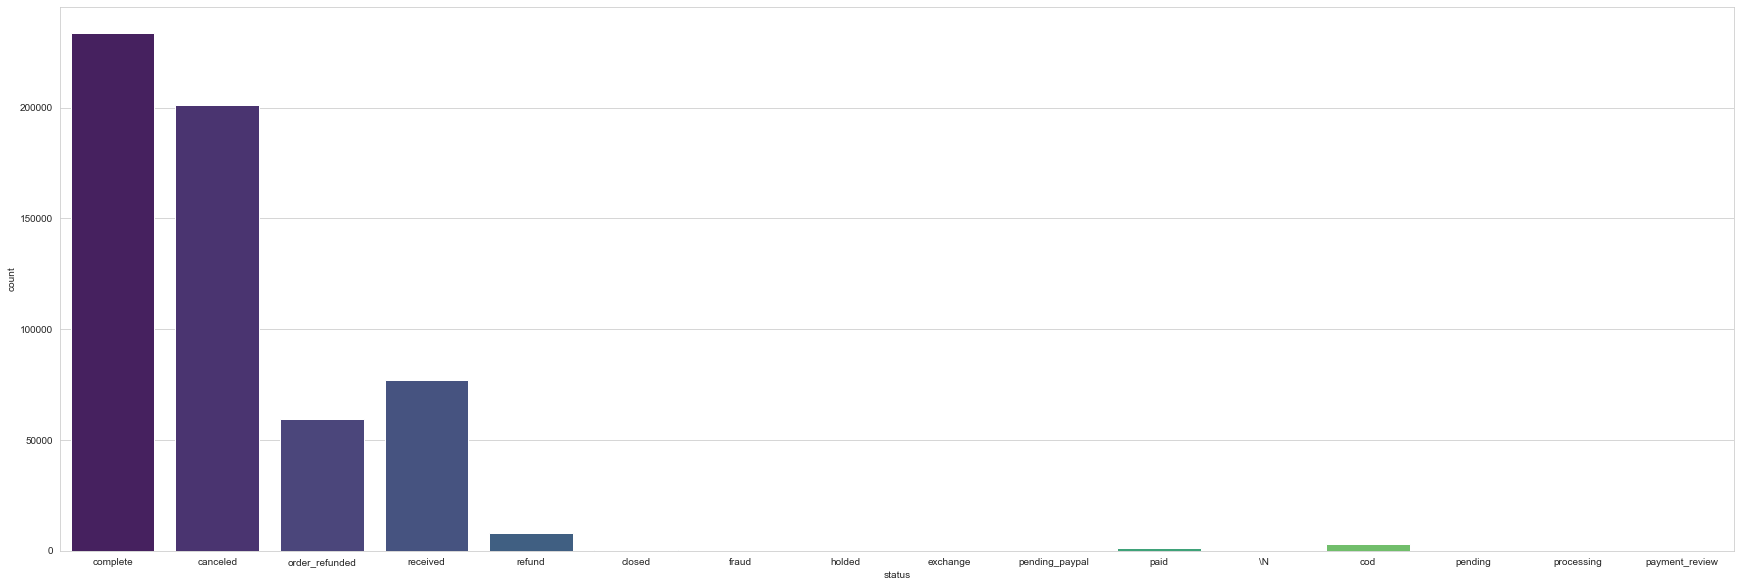 count
200000
150000
100000
50000
0
complete canceled order_refunded received refund closed fraud holded exchange pending_paypal paid \N cod pending processing payment_review
status